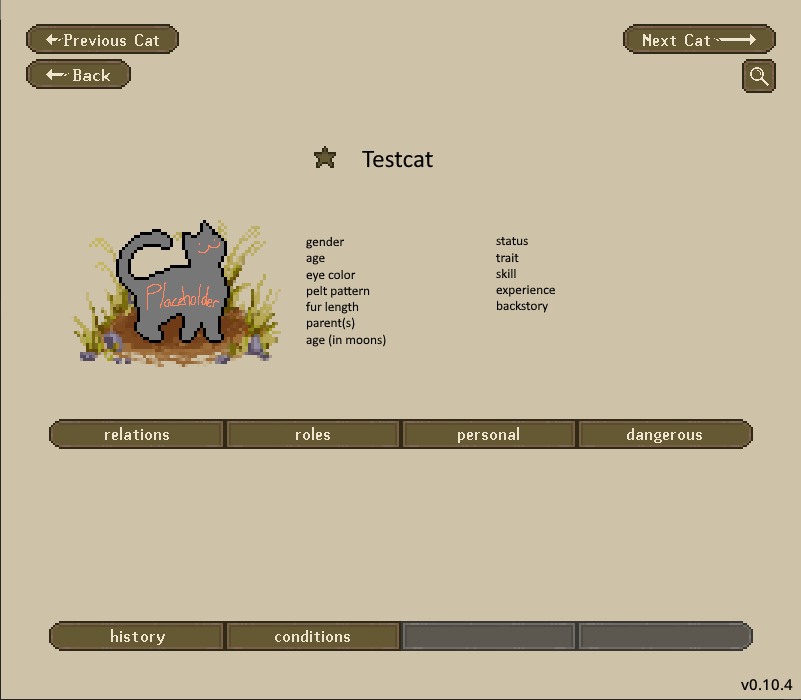 Previous Cat
Next Cat
Back
Testcat
gender
age
eye color
pelt pattern
fur length
parent(s)
age (in moons)
status
trait
skill
experience
backstory
Placeholder
relations
roles
personal
dangerous
history
conditions
v0.10.4